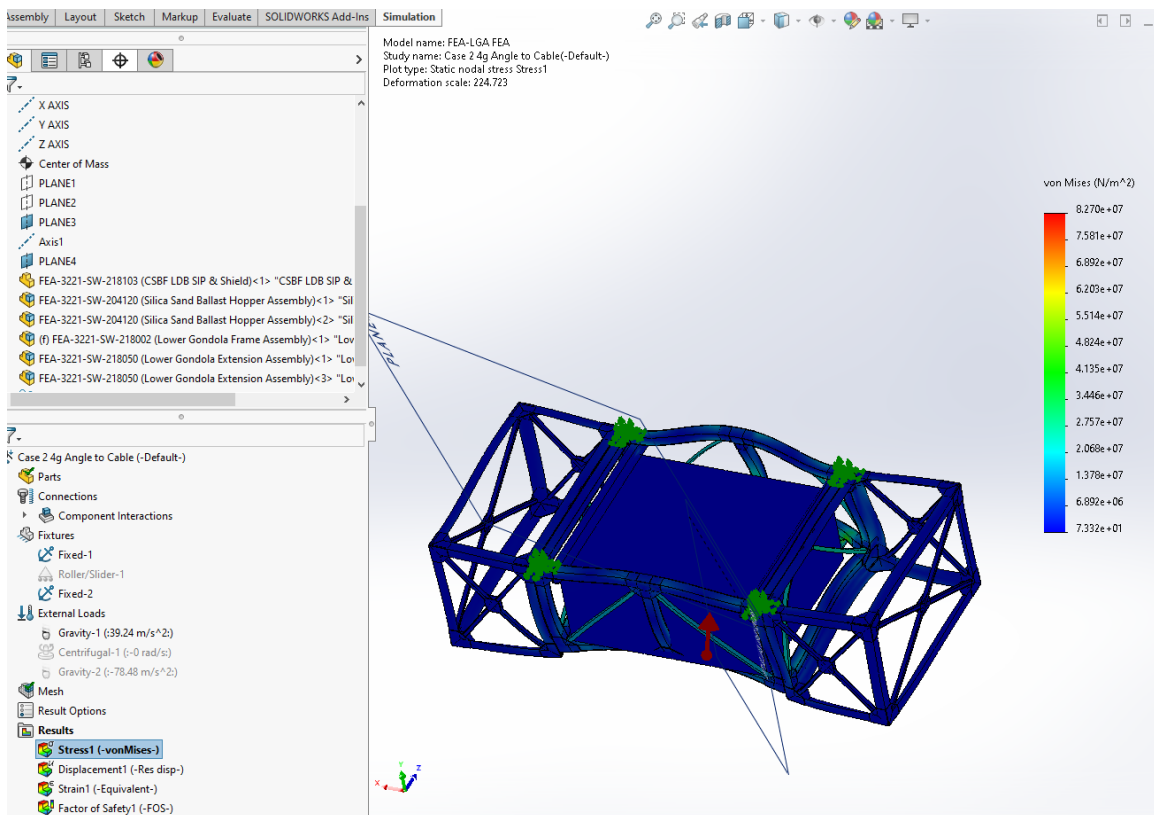 Assembly Layout Sketch Markup Evaluate SOLIDWORKS Add-Ins Simulation
Model name: FEA-LGA FEA
Study name: Case 2 4g Angle to Cable(-Default-)
Plot type: Static nodal stress Stress1
Deformation scale: 224.723
X AXIS
Y AXIS
Z AXIS
Center of Mass
PLANE1
PLANE2
PLANE3
Axis1
PLANE4
FEA-3221-SW-218103 (CSBF LDB SIP & Shield)<1> "CSBF LDB SIP &
FEA-3221-SW-204120 (Silica Sand Ballast Hopper Assembly)<1> "Sil
FEA-3221-SW-204120 (Silica Sand Ballast Hopper Assembly)<2> "Sil
(f) FEA-3221-SW-218002 (Lower Gondola Frame Assembly)<1> "Lov
FEA-3221-SW-218050 (Lower Gondola Extension Assembly)<1> "Lov
FEA-3221-SW-218050 (Lower Gondola Extension Assembly)<3> "Lov
Case 2 4g Angle to Cable (-Default-)
Parts
Connections
Component Interactions
Fixtures
Fixed-1
Roller/Slider-1
Fixed-2
External Loads
Gravity-1 (:39.24 m/s^2:)
Centrifugal-1 (:-0 rad/s:)
Gravity-2 (:-78.48 m/s^2:)
Mesh
Result Options
Results
Stress1 (-vonMises-)
Displacement1 (-Res disp-)
Strain1 (-Equivalent-)
Factor of Safety1 (-FOS-)
PLANE
X
Y
Z
von Mises (N/m^2)
8.270e+07
7.581e+07
6.892e+07
6.203e+07
5.514e+07
4.824e+07
4.135e+07
3.446e+07
2.757e+07
2.068e+07
1.378e+07
6.892e+06
7.332e+01